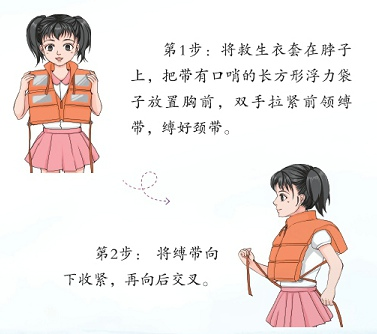 第1步：将救生衣套在脖子
上，把带有口哨的长方形浮力袋
子放置胸前，双手拉紧前领缚
带，缚好颈带。
第2步： 将缚带向
下收紧，再向后交叉。